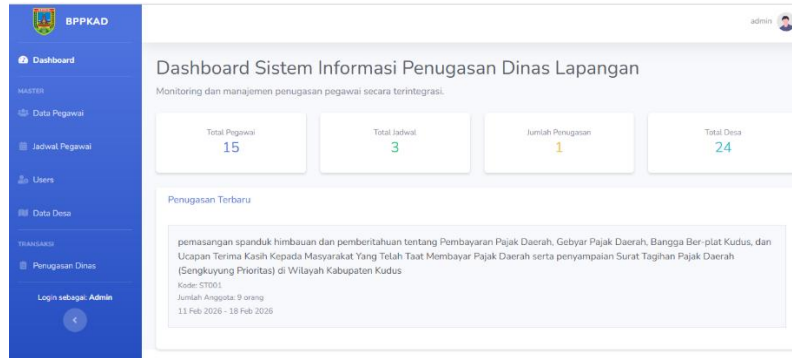 BPPKAD
admin
Dashboard
MASTER
Data Pegawai
Jadwal Pegawai
Users
Data Desa
TRANSAKSI
Penugasan Dinas
Login sebagai: Admin
Dashboard Sistem Informasi Penugasan Dinas Lapangan
Monitoring dan manajemen penugasan pegawai secara terintegrasi.
Total Pegawai
15
Total Jadwal
3
Jumlah Penugasan
1
Total Desa
24
Penugasan Terbaru
pemasangan spanduk himbauan dan pemberitahuan tentang Pembayaran Pajak Daerah, Gebyar Pajak Daerah, Bangga Ber-plat Kudus, dan
Ucapan Terima Kasih Kepada Masyarakat Yang Telah Taat Membayar Pajak Daerah serta penyampaian Surat Tagihan Pajak Daerah
(Sengkuyung Prioritas) di Wilayah Kabupaten Kudus
Kode: ST001
Jumlah Anggota: 9 orang
11 Feb 2026 - 18 Feb 2026